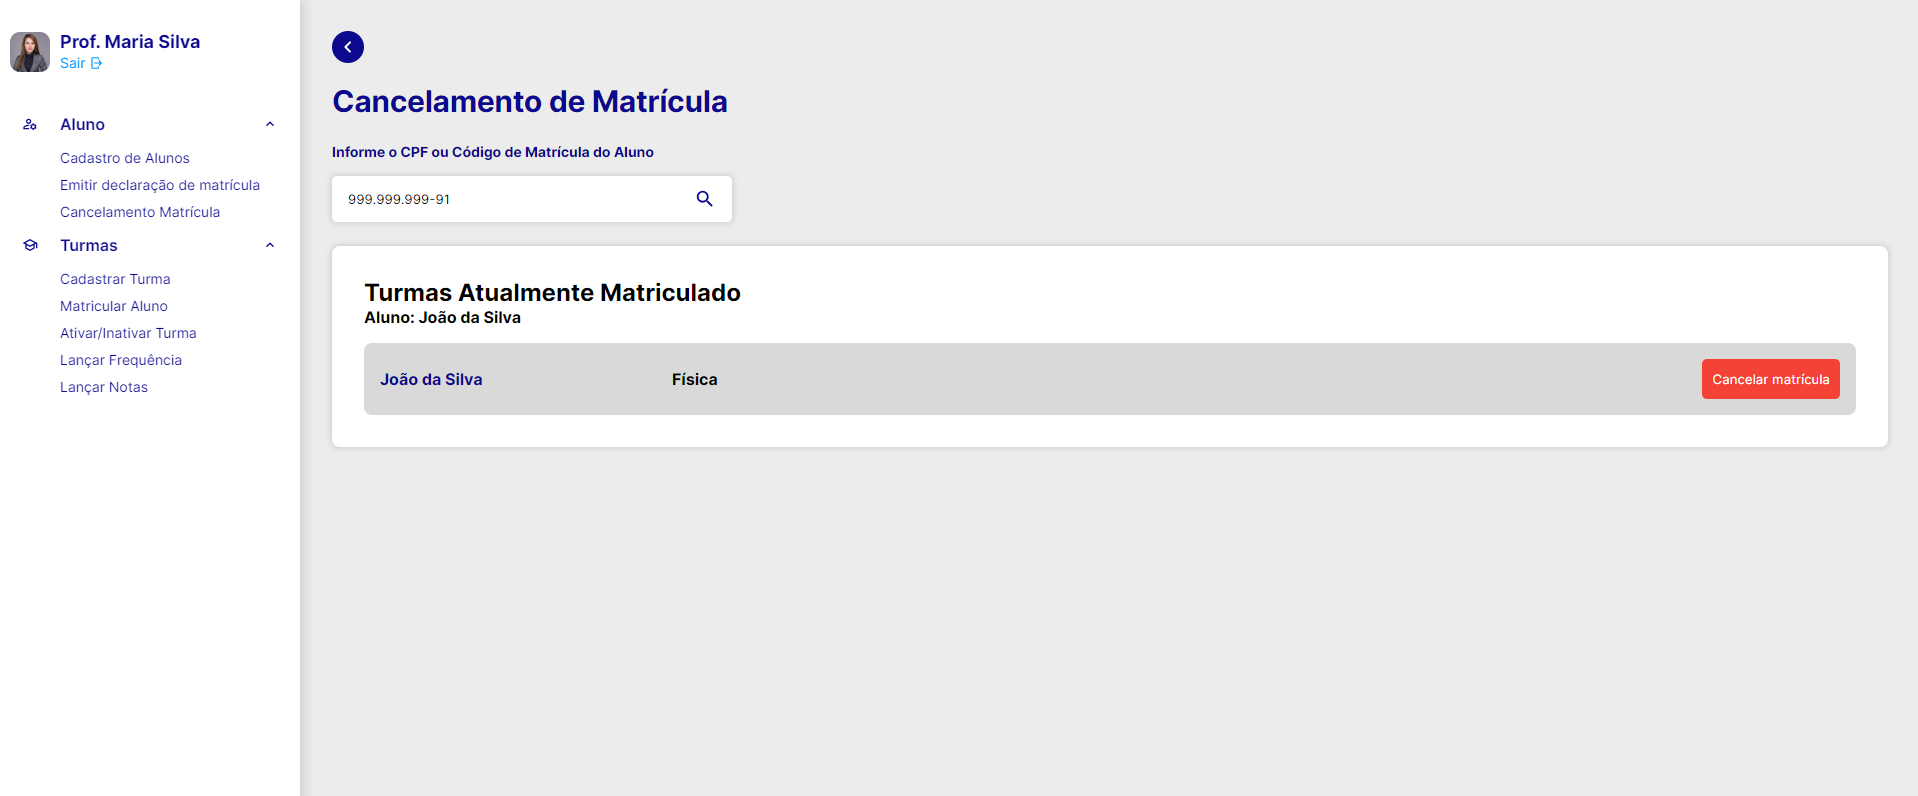 Prof. Maria Silva
Sair
Aluno
Cadastro de Alunos
Emitir declaração de matrícula
Cancelamento Matrícula
Turmas
Cadastrar Turma
Matricular Aluno
Ativar/Inativar Turma
Lançar Frequência
Lançar Notas
Cancelamento de Matrícula
Informe o CPF ou Código de Matrícula do Aluno
999.999.999-91
Turmas Atualmente Matriculado
Aluno: João da Silva
João da Silva Física Cancelar matrícula